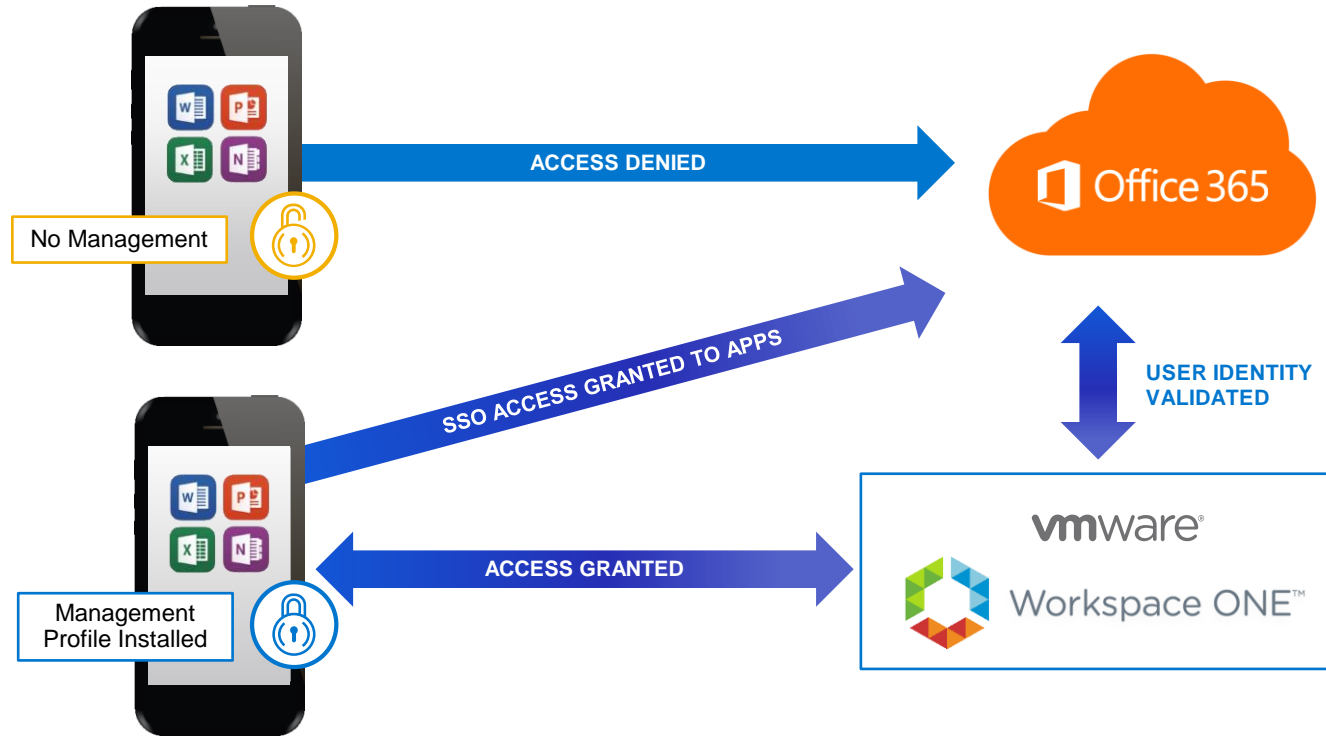 W
P
X
N
No Management
ACCESS DENIED
Office 365
SSO ACCESS GRANTED TO APPS
USER IDENTITY
VALIDATED
W
P
X
N
Management
Profile Installed
ACCESS GRANTED
vmware®
Workspace ONE™